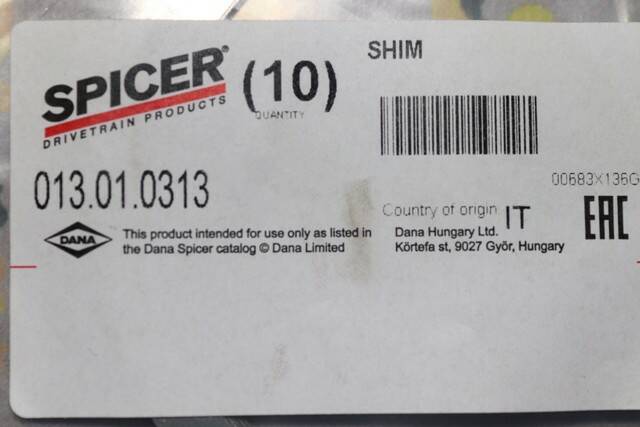 SPICER®
DRIVETRAIN PRODUCTS
(10)
QUANTITY
SHIM
013.01.0313
00683X136G
DANA
This product intended for use only as listed in
the Dana Spicer catalog © Dana Limited
Country of origin IT
Dana Hungary Ltd.
Körtefa st, 9027 Györ, Hungary
EAC